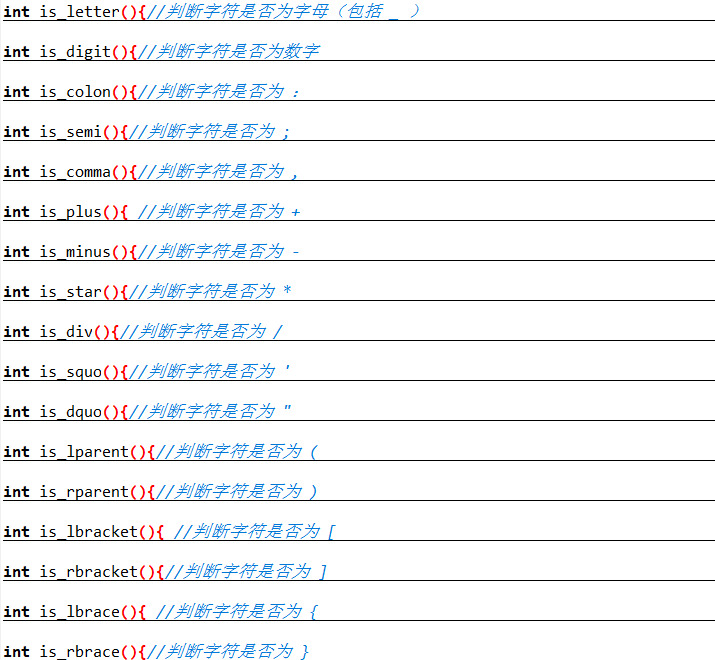 int is_letter(){//判断字符是否为字母（包括 _ ）
int is_digit(){//判断字符是否为数字
int is_colon(){//判断字符是否为 :
int is_semi(){//判断字符是否为 ;
int is_comma(){//判断字符是否为 ,
int is_plus(){ //判断字符是否为 +
int is_minus(){//判断字符是否为 -
int is_star(){//判断字符是否为 *
int is_div(){//判断字符是否为 /
int is_squo(){//判断字符是否为 '
int is_dquo(){//判断字符是否为 "
int is_lparent(){//判断字符是否为 (
int is_rparent(){//判断字符是否为 )
int is_lbracket(){ //判断字符是否为 [
int is_rbracket(){//判断字符是否为 ]
int is_lbrace(){ //判断字符是否为 {
int is_rbrace(){//判断字符是否为 }